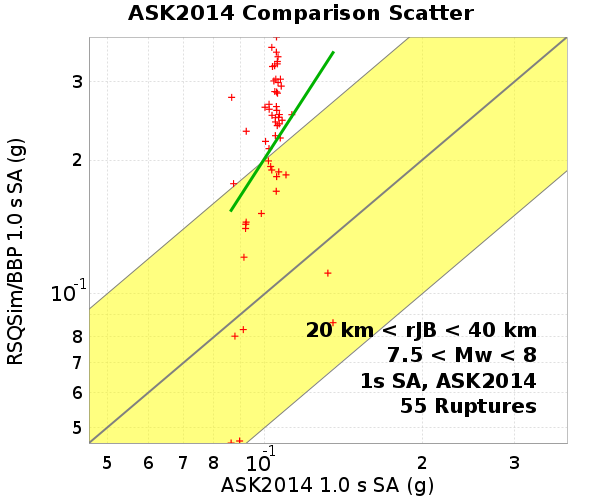 ASK2014 Comparison Scatter
RSQSim/BBP 1.0 s SA (g)
3
2
10-1
8
7
6
5
20 km < rJB < 40 km
7.5 < Mw < 8
1s SA, ASK2014
55 Ruptures
5 6 7 8 10-1 2 3
ASK2014 1.0 s SA (g)